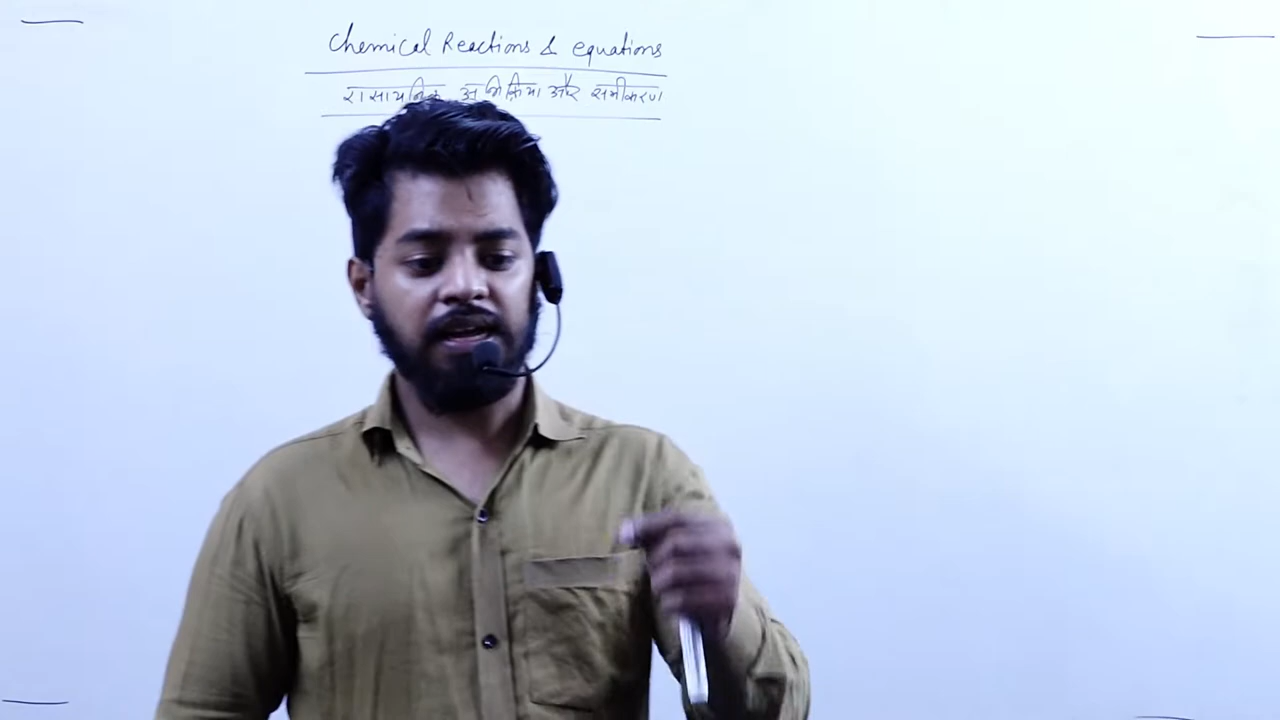 Chemical Reactions & equations
रासायनिक अभिक्रिया और समीकरण